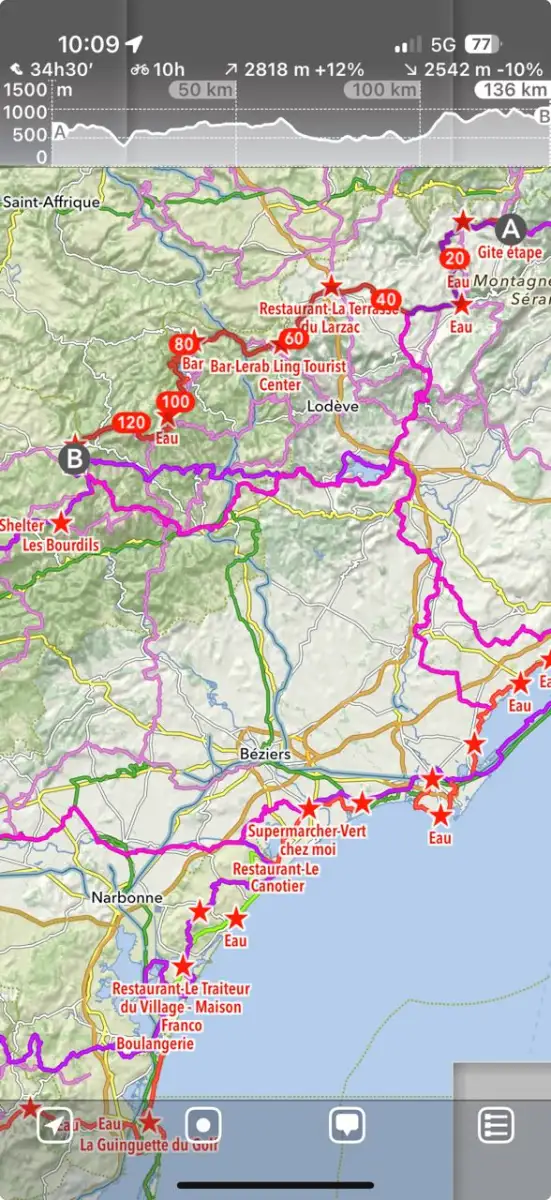 10:09
5G 77
34h30′ 10h 2818 m +12% 2542 m -10%
1500 m
50 km 100 km 136 km
1000
A B
500
0
Saint-Affrique
A
Gîte étape
20
Eau
Montagne
Séra
40
Restaurant-La Terrasse
du Larzac
Eau
80
60
Bar
Bar-Lerab Ling Tourist
Center
100
Lodève
120
Eau
B
Shelter
Les Bourdils
Eau
Ea
Béziers
Eau
Supermarcher-Vert
chez moi
Restaurant-Le
Canotier
Narbonne
Eau
Restaurant-Le Traiteur
du Village - Maison
Franco
Boulangerie
Eau
Eau
La Guinguette du Golf